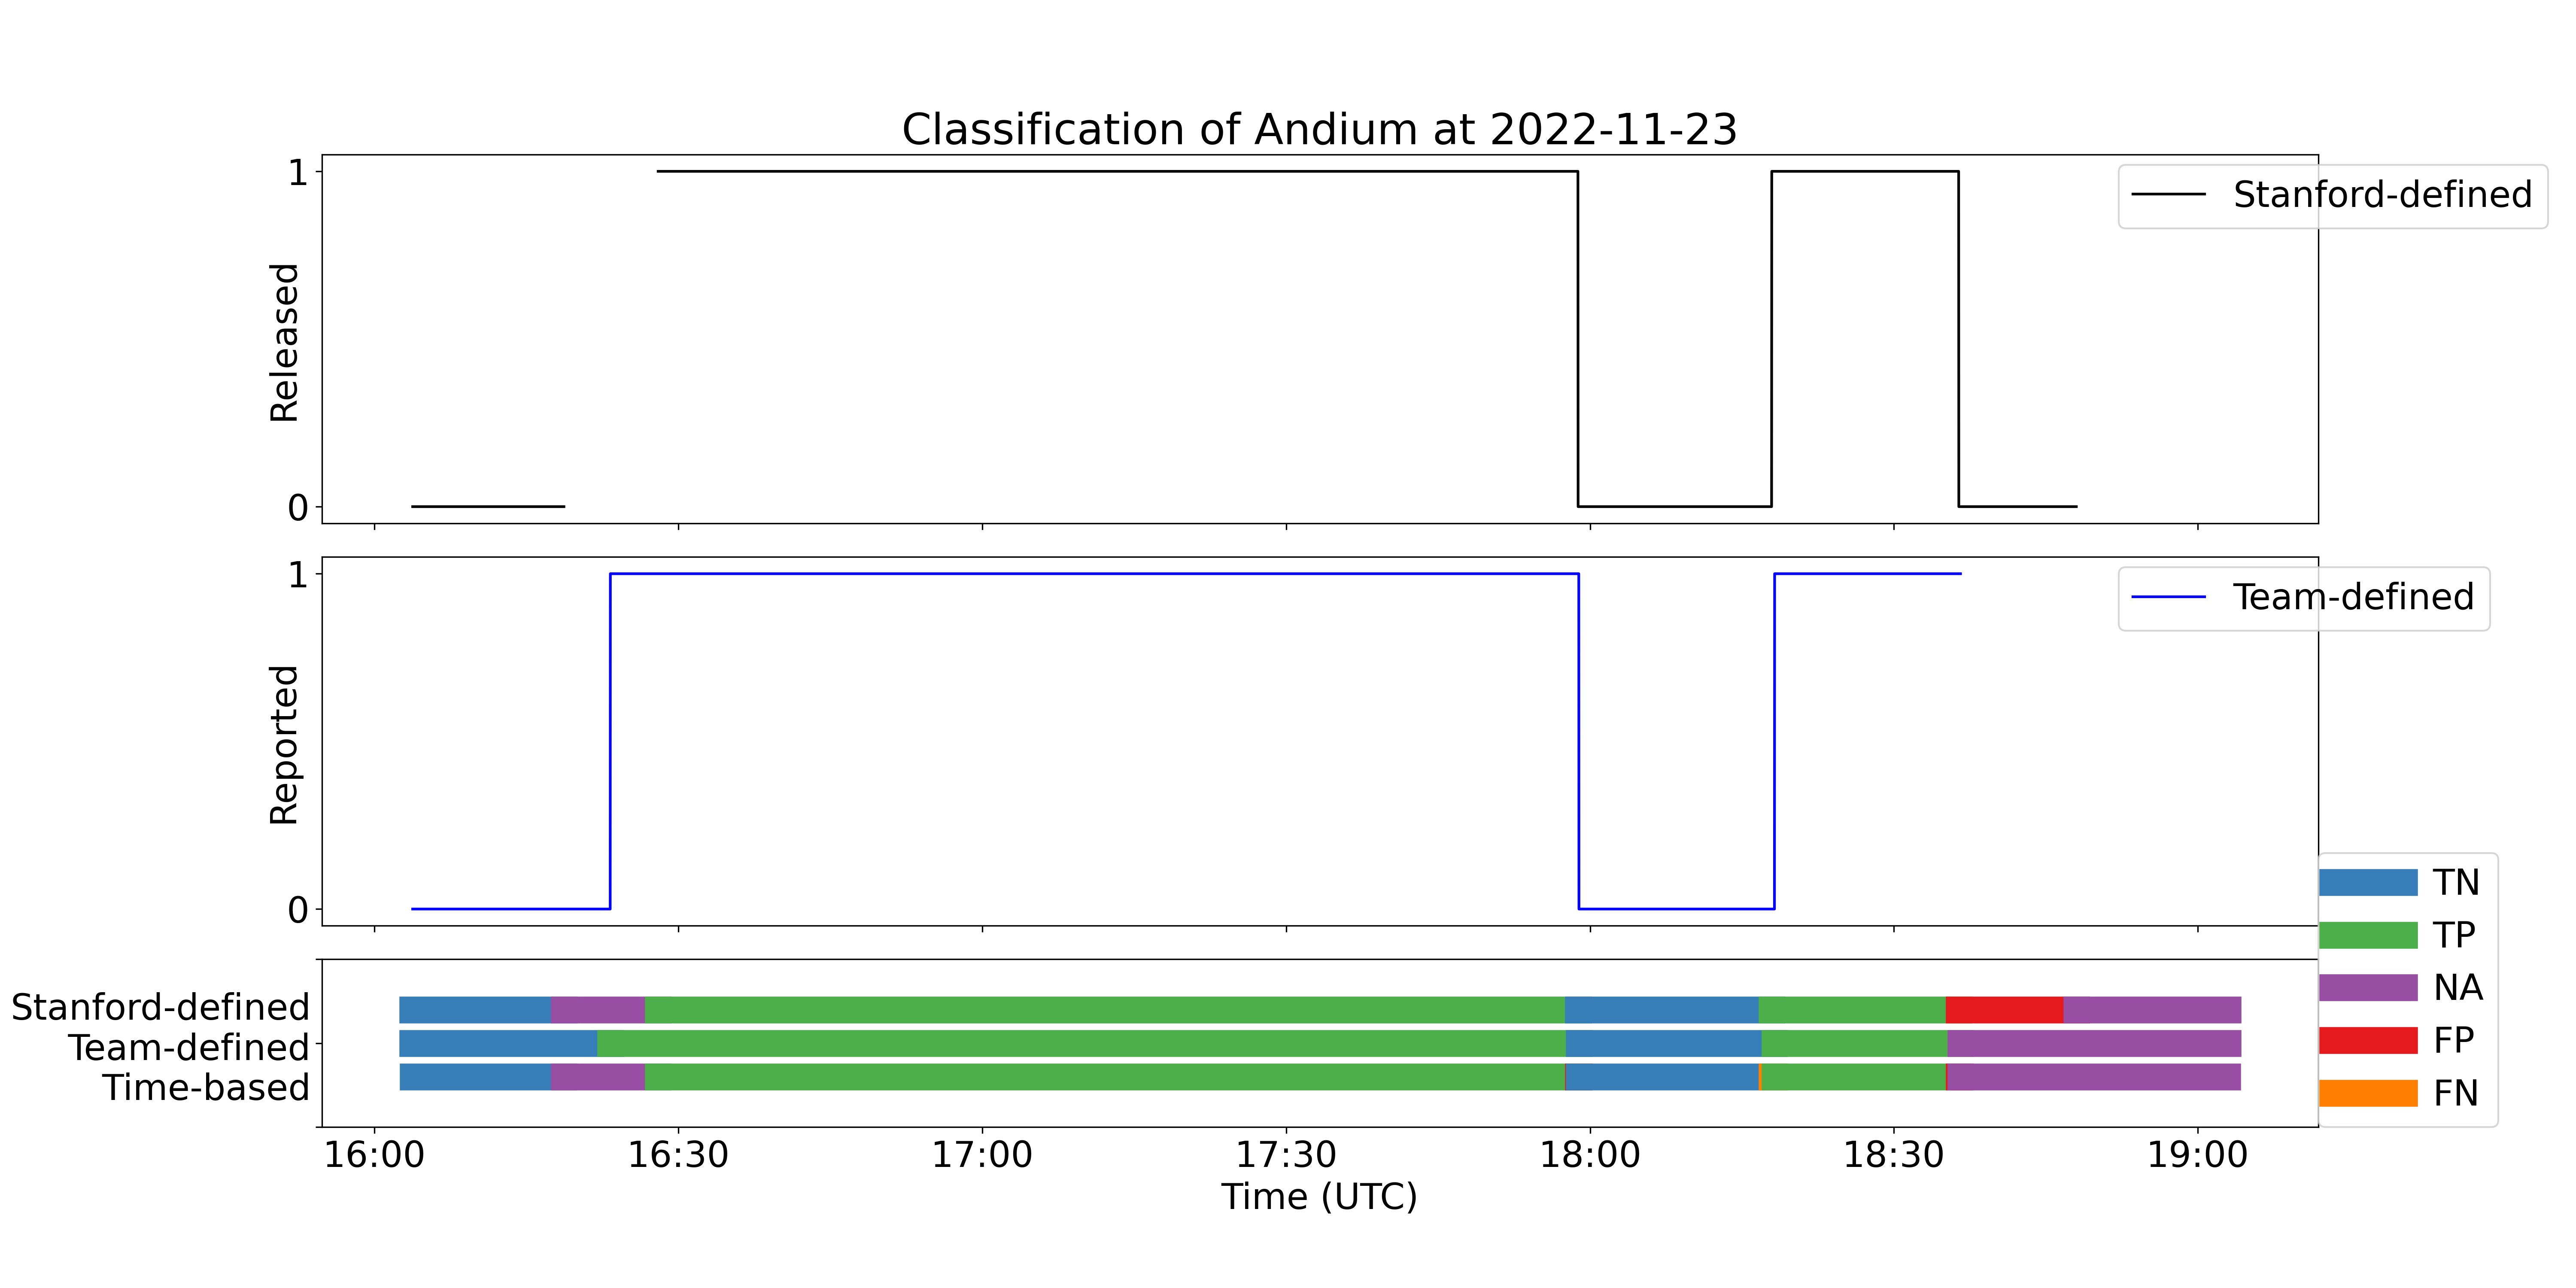 Classification of Andium at 2022-11-23
1
0
Released
Stanford-defined
1
0
Reported
Team-defined
TN
TP
NA
FP
FN
Stanford-defined
Team-defined
Time-based
16:00
16:30
17:00
17:30
18:00
18:30
19:00
Time (UTC)